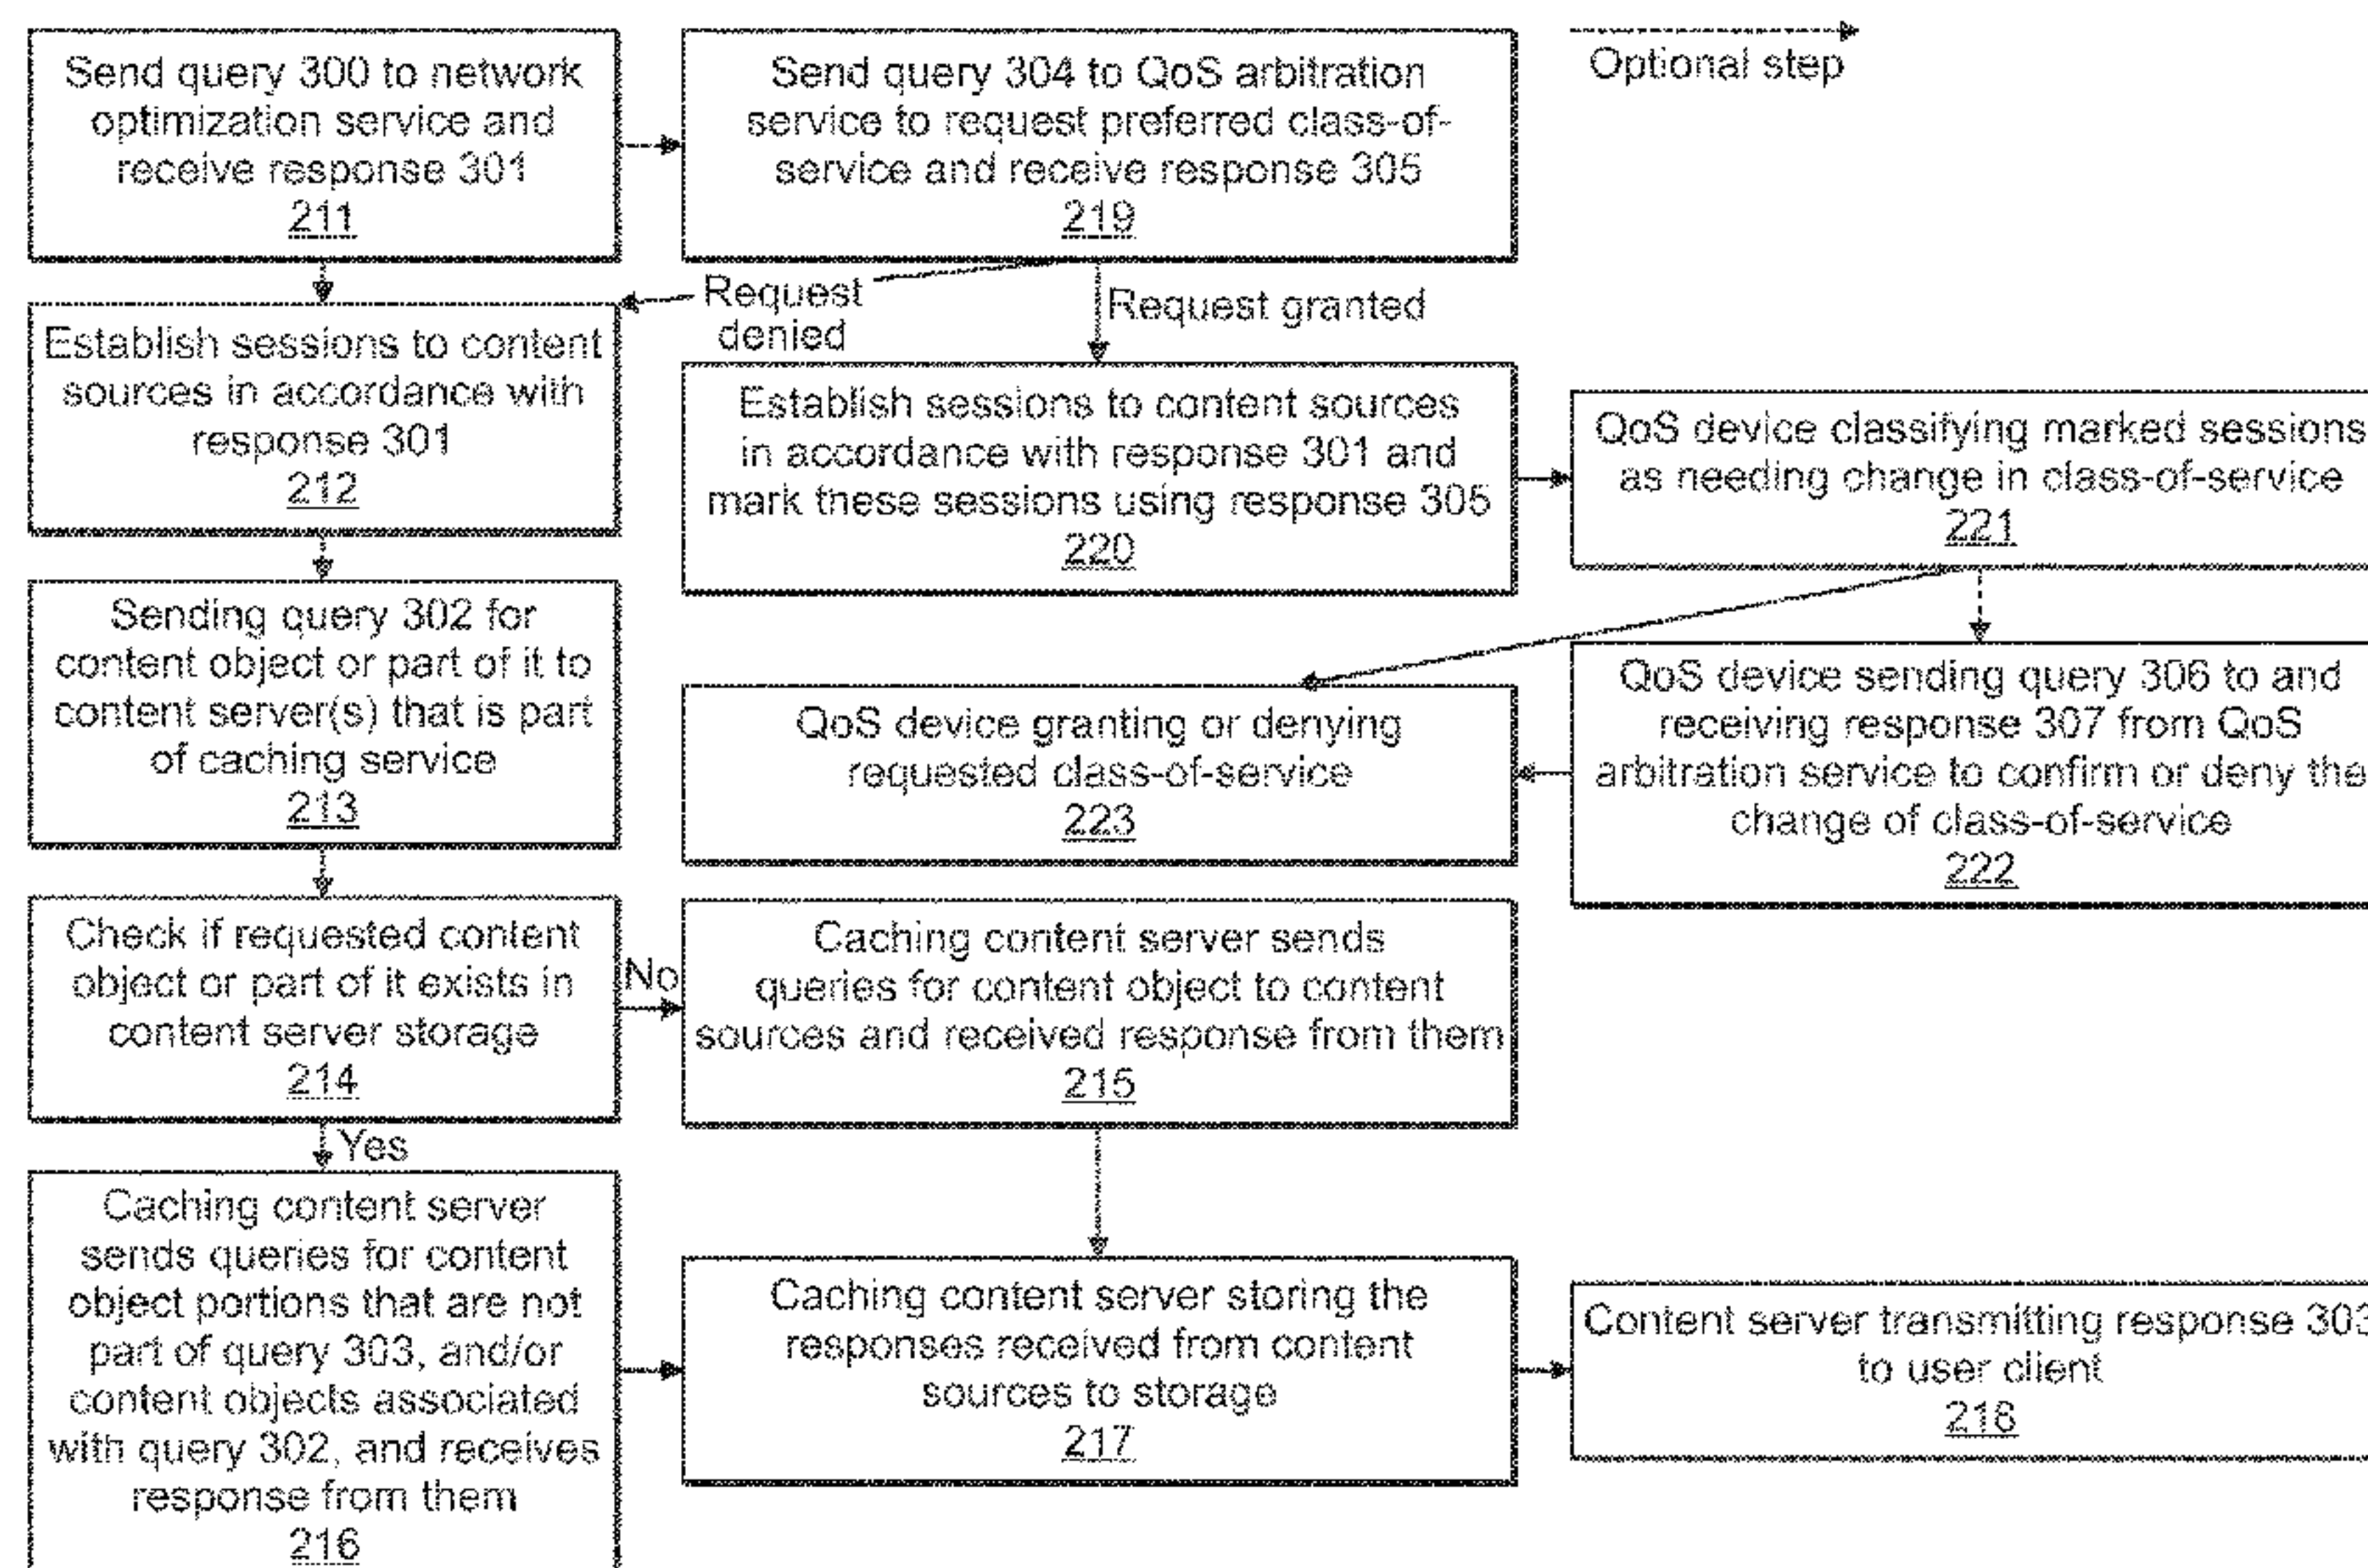 Send query 300 to network
optimization service and
receive response 301
211
Send query 304 to QoS arbitration
service to request preferred class-of-
service and receive response 305
219
Optional step
Request
denied
Request granted
Establish sessions to content
sources in accordance with
response 301
212
Establish sessions to content sources
in accordance with response 301 and
mark these sessions using response 305
220
QoS device classifying marked sessions
as needing change in class-of-service
221
Sending query 302 for
content object or part of it to
content server(s) that is part
of caching service
213
QoS device granting or denying
requested class-of-service
223
QoS device sending query 306 to and
receiving response 307 from QoS
arbitration service to confirm or deny the
change of class-of-service
222
Check if requested content
object or part of it exists in
content server storage
214
No
Caching content server sends
queries for content object to content
sources and received response from them
215
Yes
Caching content server
sends queries for content
object portions that are not
part of query 303, and/or
content objects associated
with query 302, and receives
response from them
216
Caching content server storing the
responses received from content
sources to storage
217
Content server transmitting response 303
to user client
218